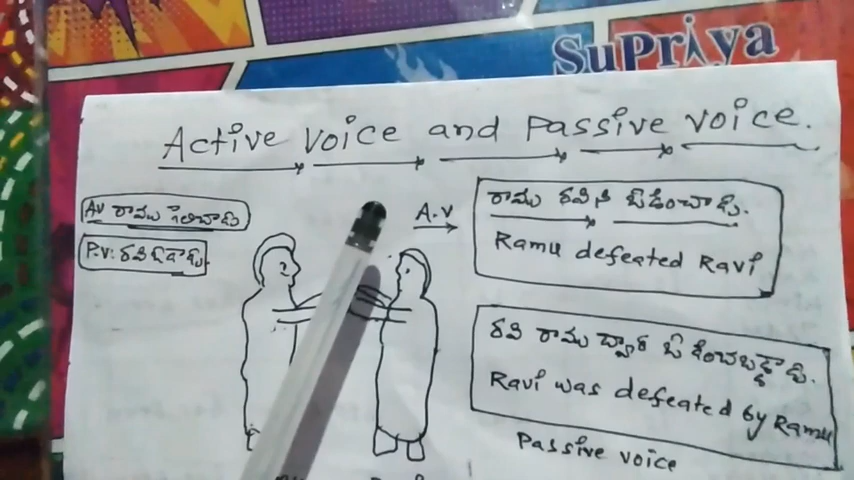 SuPriya
Active Voice and Passive voice.
AV రాము గెలిచాడు
P.V: రవి ఓడాడు
A.V
రాము రవిని ఓడించాడు.
Ramu defeated Ravi
రవి రాము ద్వారా ఓడించబడ్డాడు.
Ravi was defeated by Ramu
Passive voice